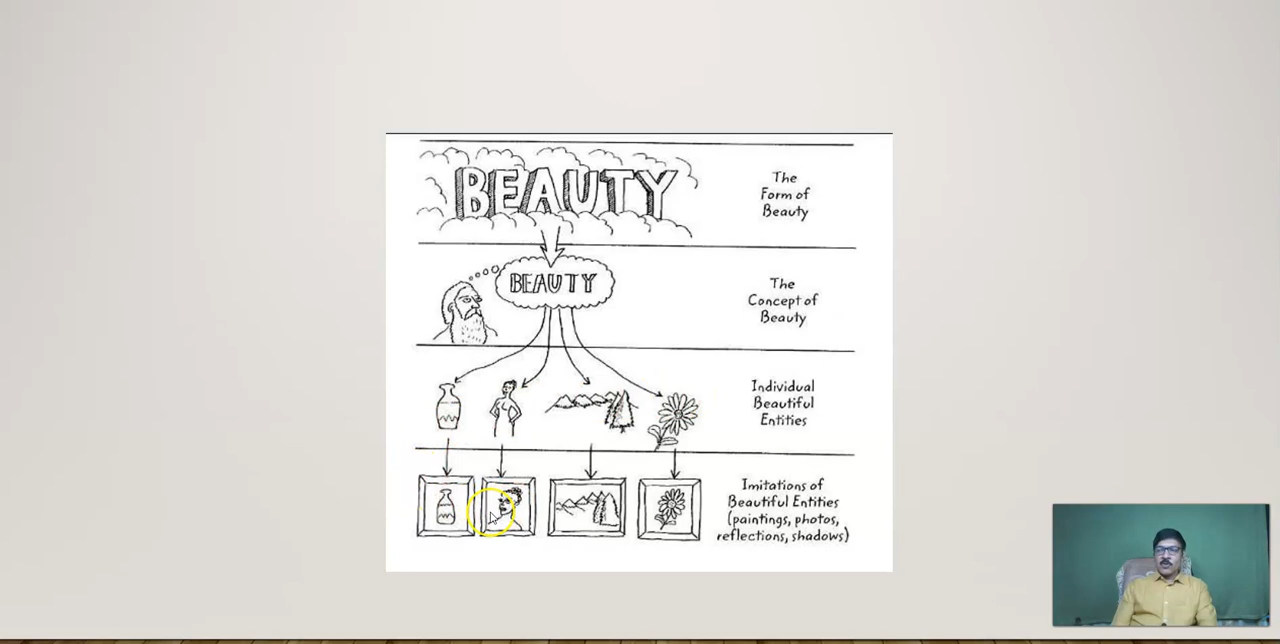 BEAUTY
The
Form of
Beauty
BEAUTY
The
Concept of
Beauty
Individual
Beautiful
Entities
Imitations of
Beautiful Entities
(paintings, photos,
reflections, shadows)